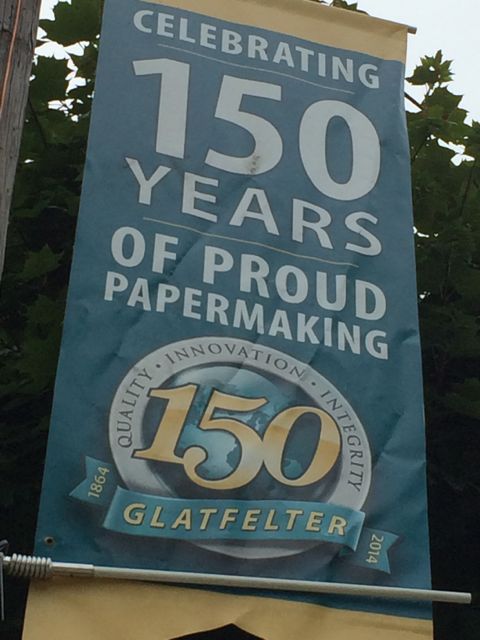 CELEBRATING
150
YEARS
OF PROUD
PAPERMAKING
QUALITY • INNOVATION • INTEGRITY
150
1864
GLATFELTER
2014